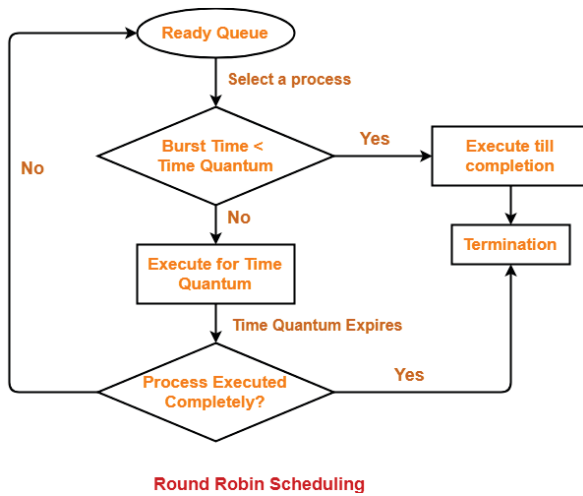 Ready Queue
Select a process
Burst Time <
Time Quantum
Yes
Execute till
completion
No
No
Termination
Execute for Time
Quantum
Time Quantum Expires
Process Executed
Completely?
Yes
Round Robin Scheduling